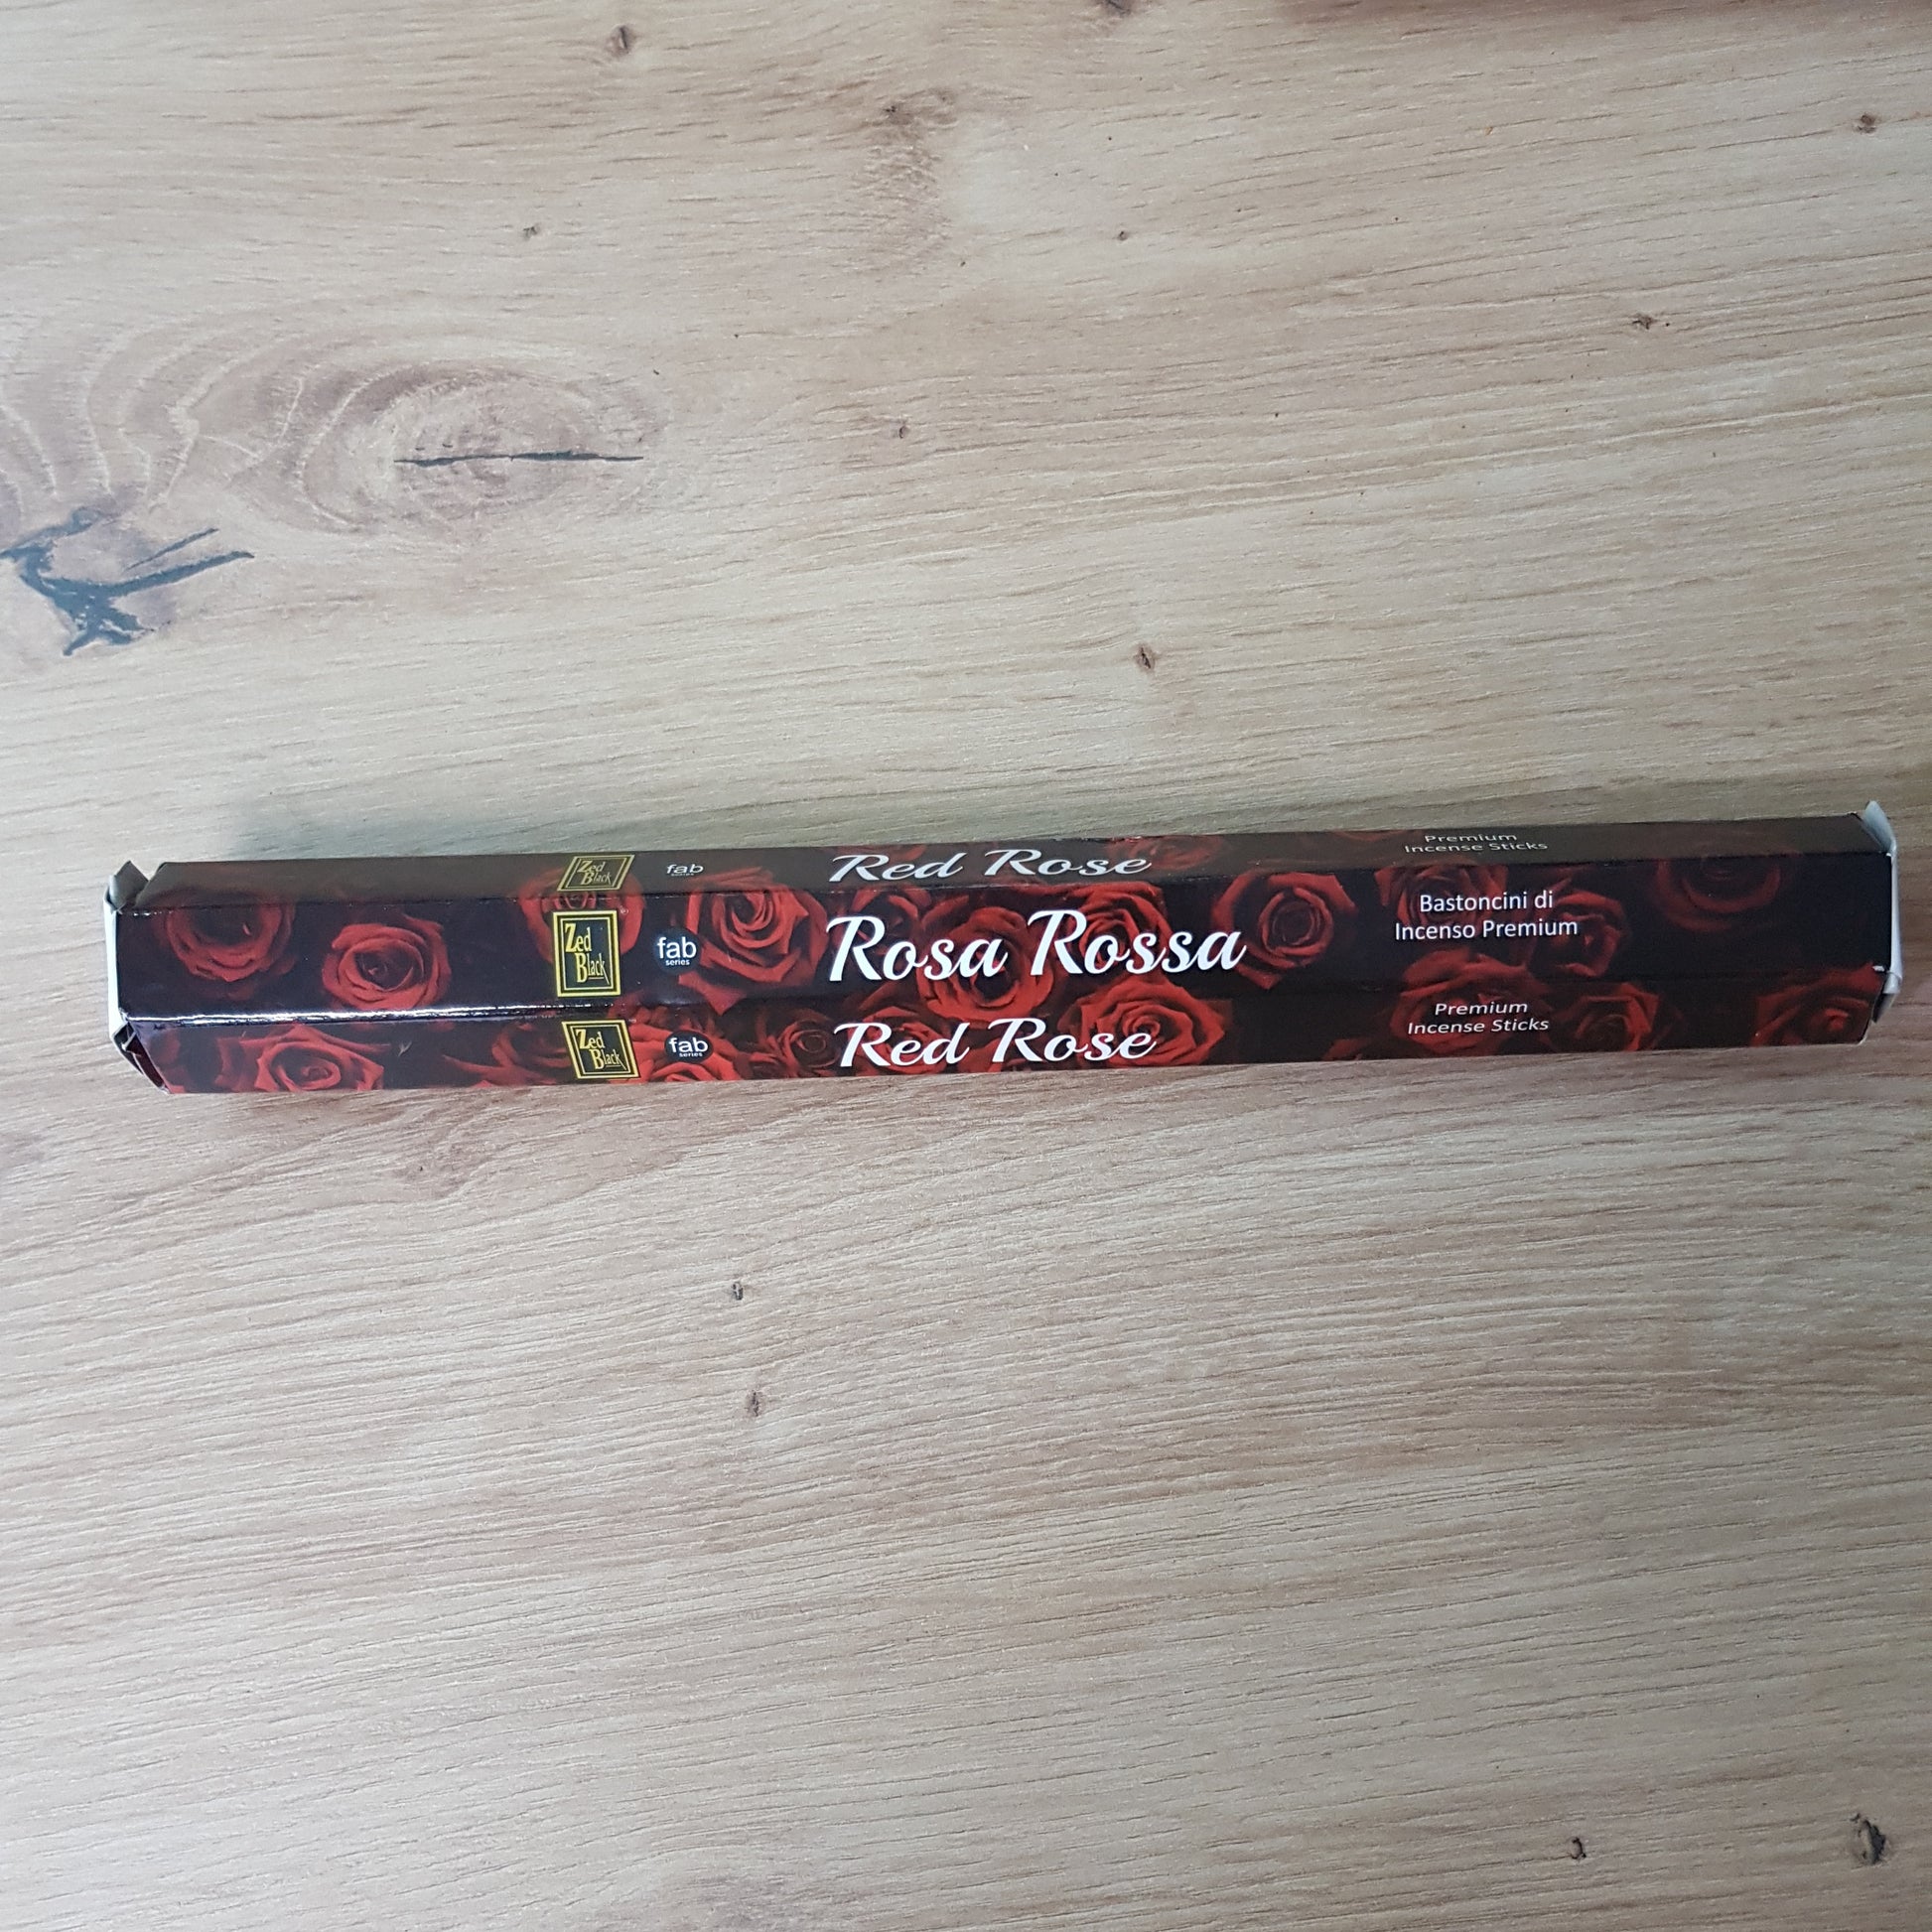 Zed
Black
fab
Red Rose
Premium
Incense Sticks
Zed
Black
fab
series
Rosa Rossa
Bastoncini di
Incenso Premium
Zed
Black
fab
series
Red Rose
Premium
Incense Sticks